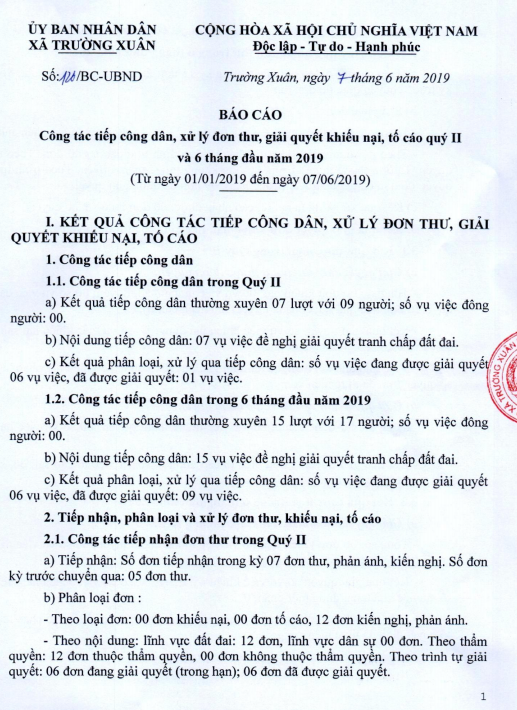 ỦY BAN NHÂN DÂN
XÃ TRƯỜNG XUÂN
CỘNG HÒA XÃ HỘI CHỦ NGHĨA VIỆT NAM
Độc lập - Tự do - Hạnh phúc
Số: /BC-UBND
Trường Xuân, ngày 7 tháng 6 năm 2019
BÁO CÁO
Công tác tiếp công dân, xử lý đơn thư, giải quyết khiếu nại, tố cáo quý II
và 6 tháng đầu năm 2019
(Từ ngày 01/01/2019 đến ngày 07/06/2019)
I. KẾT QUẢ CÔNG TÁC TIẾP CÔNG DÂN, XỬ LÝ ĐƠN THƯ, GIẢI
QUYẾT KHIẾU NẠI, TỐ CÁO
1. Công tác tiếp công dân
1.1. Công tác tiếp công dân trong Quý II
a) Kết quả tiếp công dân thường xuyên 07 lượt với 09 người; số vụ việc đông
người: 00.
b) Nội dung tiếp công dân: 07 vụ việc đề nghị giải quyết tranh chấp đất đai.
c) Kết quả phân loại, xử lý qua tiếp công dân: số vụ việc đang được giải quyết
06 vụ việc, đã được giải quyết: 01 vụ việc.
1.2. Công tác tiếp công dân trong 6 tháng đầu năm 2019
a) Kết quả tiếp công dân thường xuyên 15 lượt với 17 người; số vụ việc đông
người: 00.
b) Nội dung tiếp công dân: 15 vụ việc đề nghị giải quyết tranh chấp đất đai.
c) Kết quả phân loại, xử lý qua tiếp công dân: số vụ việc đang được giải quyết
06 vụ việc, đã được giải quyết: 09 vụ việc.
2. Tiếp nhận, phân loại và xử lý đơn thư, khiếu nại, tố cáo
2.1. Công tác tiếp nhận đơn thư trong Quý II
a) Tiếp nhận: Số đơn tiếp nhận trong kỳ 07 đơn thư, phản ánh, kiến nghị. Số đơn
kỳ trước chuyển qua: 05 đơn thư.
b) Phân loại đơn :
- Theo loại đơn: 00 đơn khiếu nại, 00 đơn tố cáo, 12 đơn kiến nghị, phản ánh.
- Theo nội dung: lĩnh vực đất đai: 12 đơn, lĩnh vực dân sự 00 đơn. Theo thẩm
quyền: 12 đơn thuộc thẩm quyền, 00 đơn không thuộc thẩm quyền. Theo trình tự giải
quyết: 06 đơn đang giải quyết (trong hạn); 06 đơn đã được giải quyết.
XÃ TRƯỜNG XUÂN
1